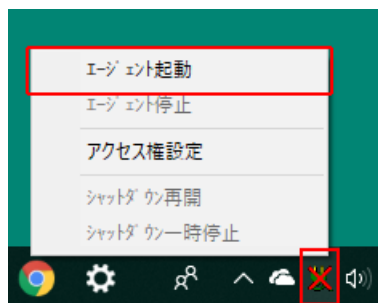 エージェント起動
エージェント停止
アクセス権設定
シャットダウン再開
シャットダウン一時停止